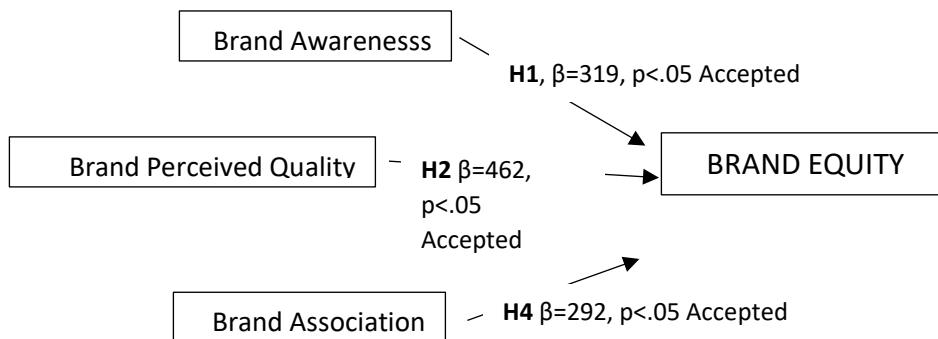 Brand Awarenesss
H1, β=319, p<.05 Accepted
Brand Perceived Quality
H2 β=462,
p<.05
Accepted
BRAND EQUITY
H4 β=292, p<.05 Accepted
Brand Association